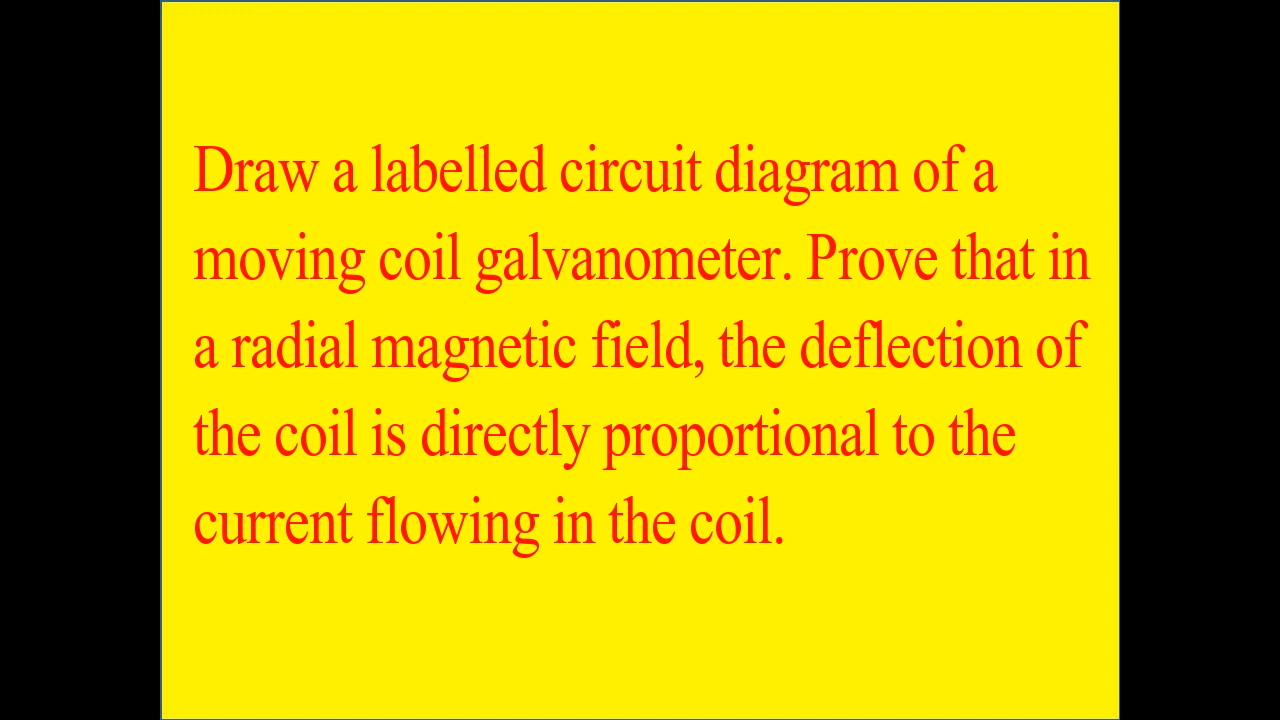 Draw a labelled circuit diagram of a
moving coil galvanometer. Prove that in
a radial magnetic field, the deflection of
the coil is directly proportional to the
current flowing in the coil.